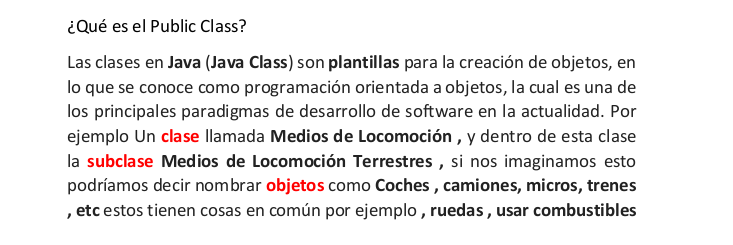 ¿Qué es el Public Class?
Las clases en Java (Java Class) son plantillas para la creación de objetos, en
lo que se conoce como programación orientada a objetos, la cual es una de
los principales paradigmas de desarrollo de software en la actualidad. Por
ejemplo Un clase llamada Medios de Locomoción , y dentro de esta clase
la subclase Medios de Locomoción Terrestres , si nos imaginamos esto
podríamos decir nombrar objetos como Coches , camiones, micros, trenes
, etc estos tienen cosas en común por ejemplo , ruedas , usar combustibles